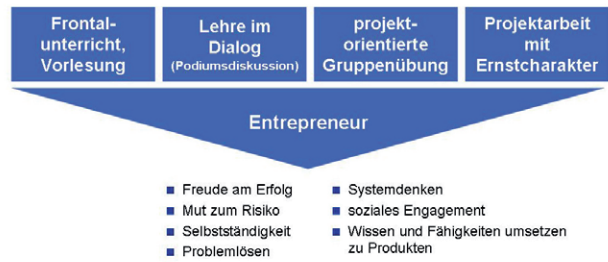 Frontal-
unterricht,
Vorlesung
Lehre im
Dialog
(Podiumsdiskussion)
projekt-
orientierte
Gruppenübung
Projektarbeit
mit
Ernstcharakter
Entrepreneur
Freude am Erfolg
Mut zum Risiko
Selbstständigkeit
Problemlösen
Systemdenken
soziales Engagement
Wissen und Fähigkeiten umsetzen
zu Produkten